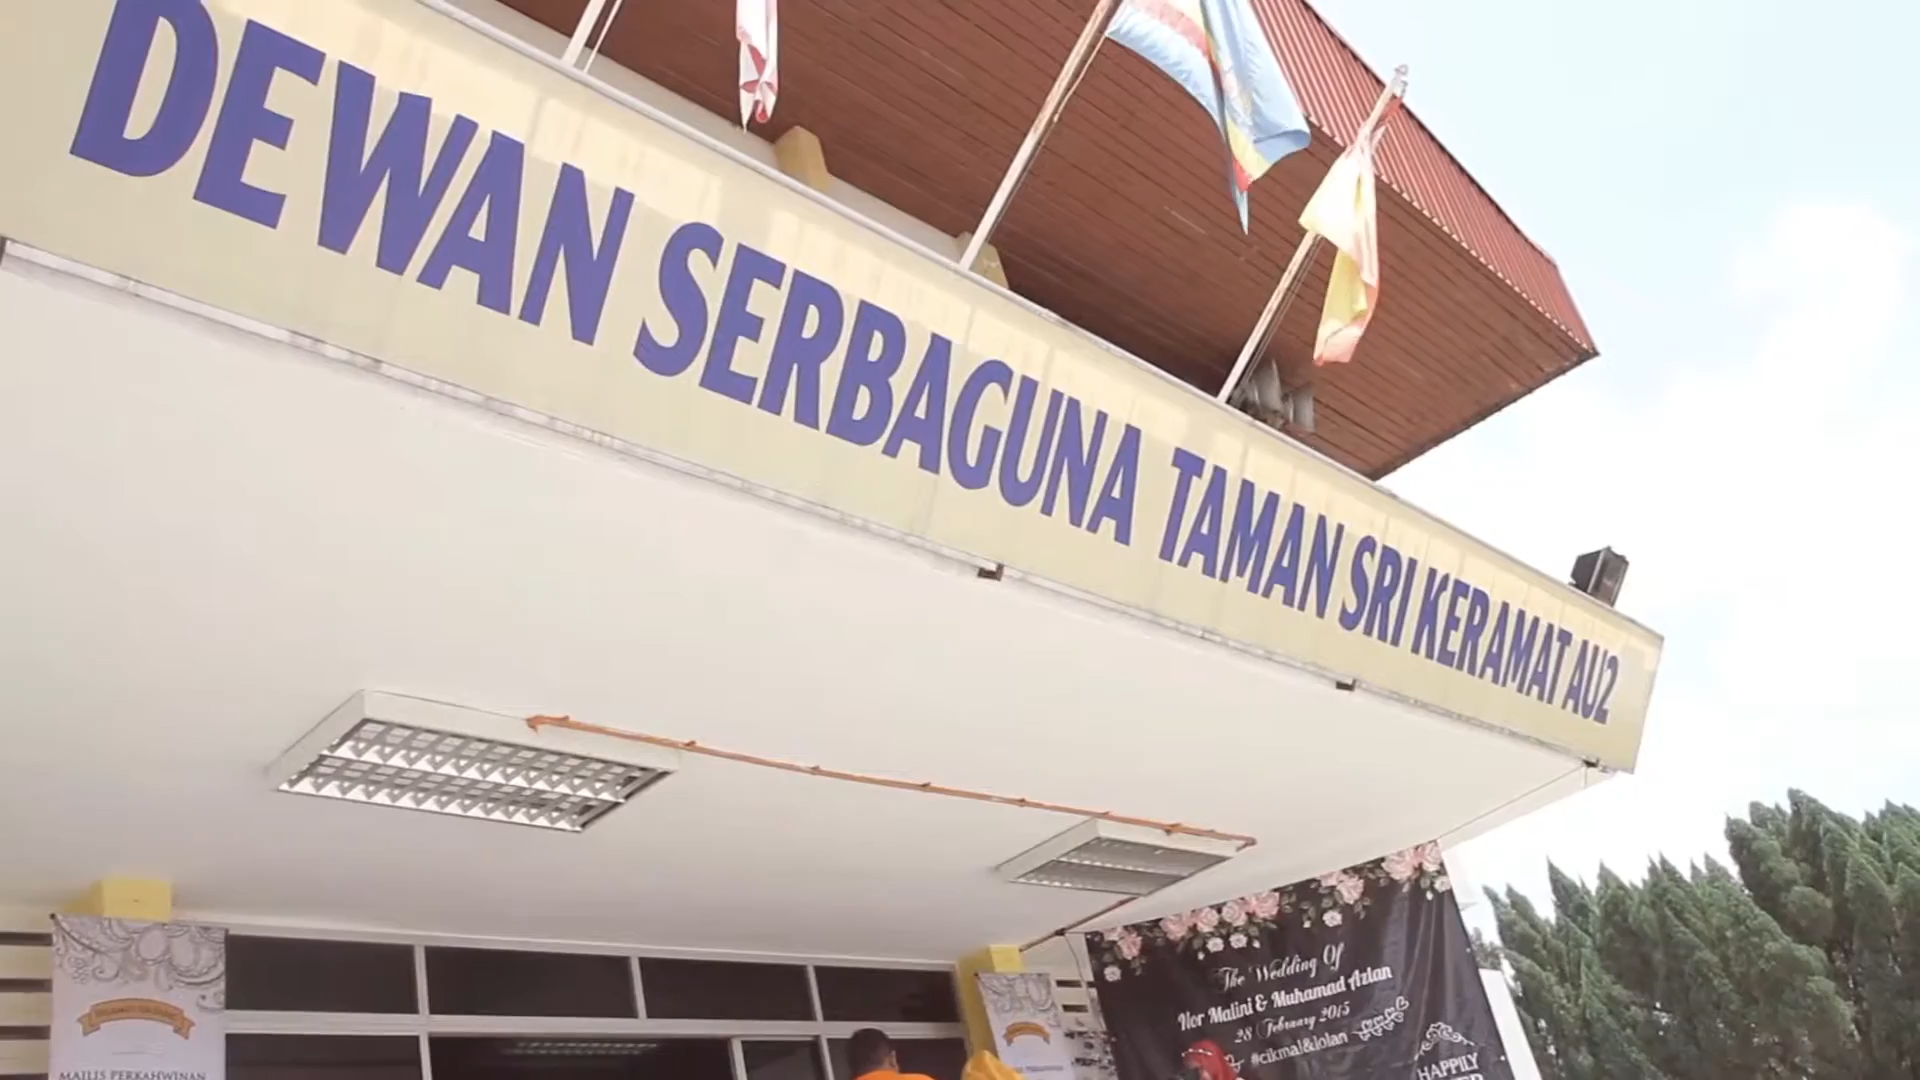 DEWAN SERBAGUNA TAMAN SRI KERAMAT AU2
MAJLIS PERKAHWINAN
The Wedding Of
Nor Malini & Muhamad Azlan
28 February 2015
#cikmal&lolan
HAPPILY